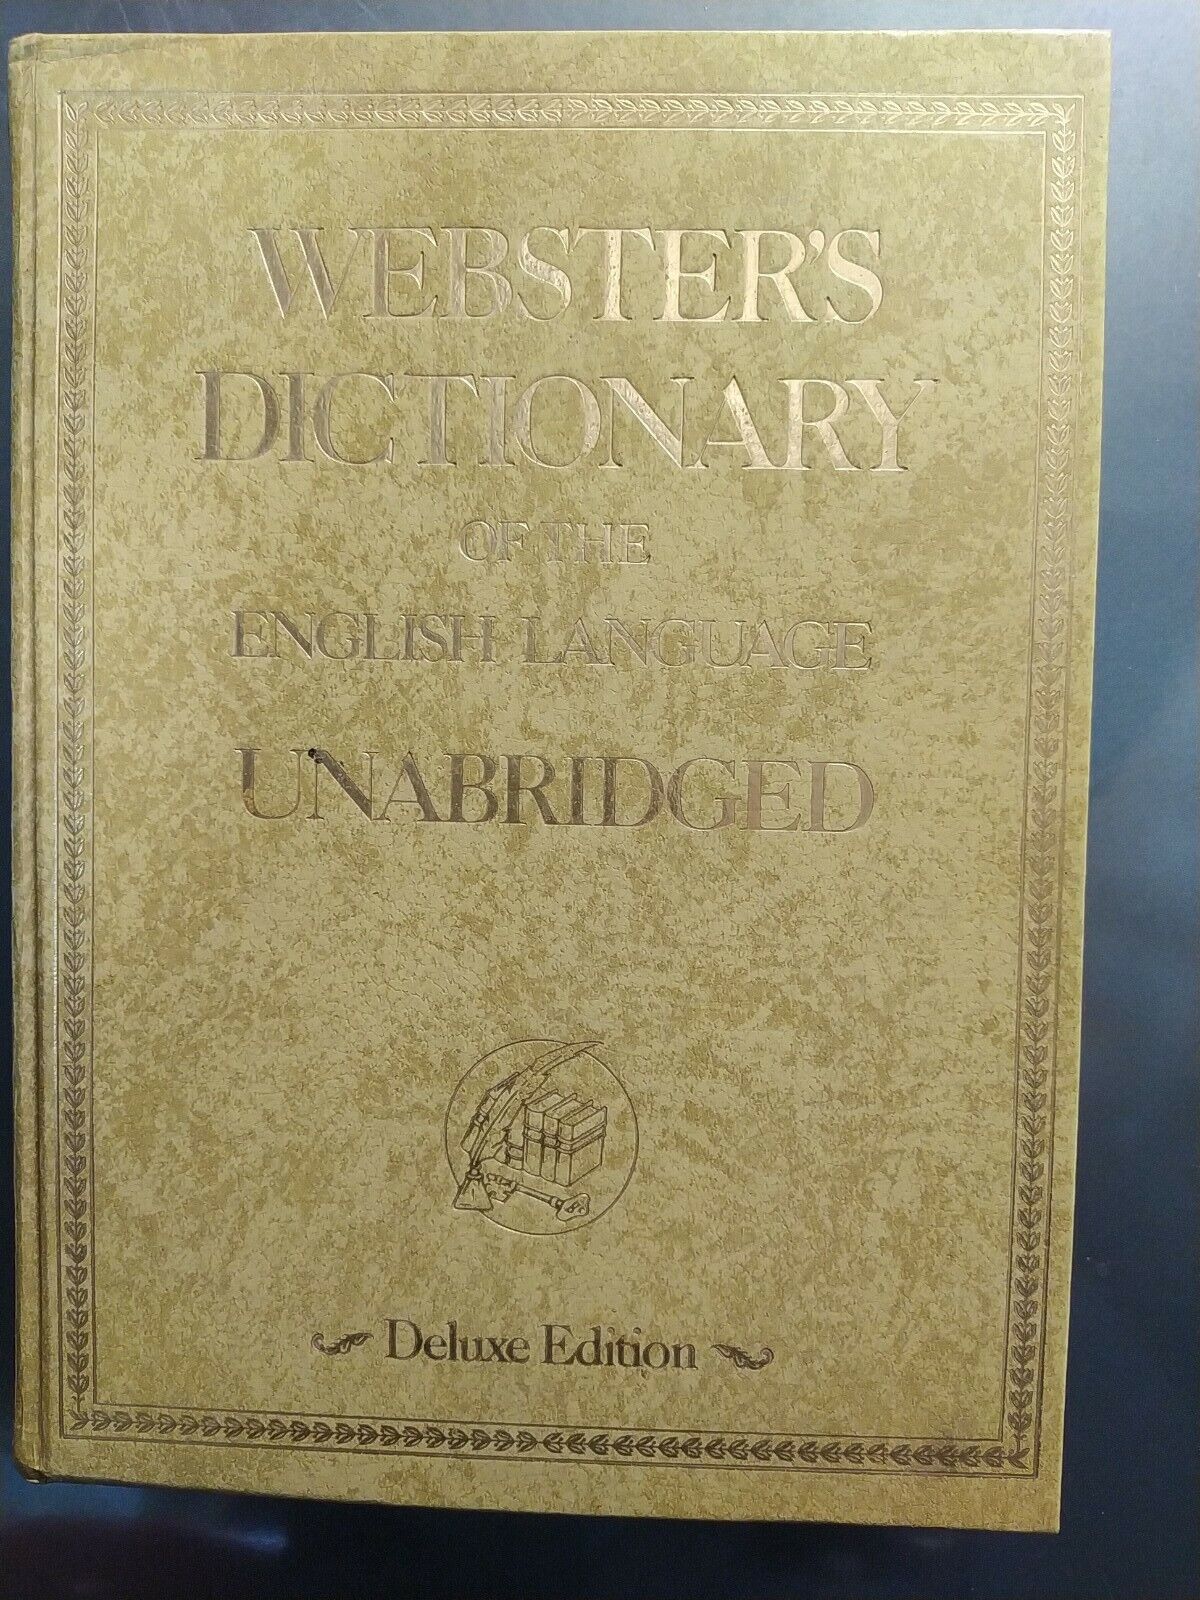 WEBSTER'S
DICTIONARY
OF THE
ENGLISH LANGUAGE
UNABRIDGED
Deluxe Edition